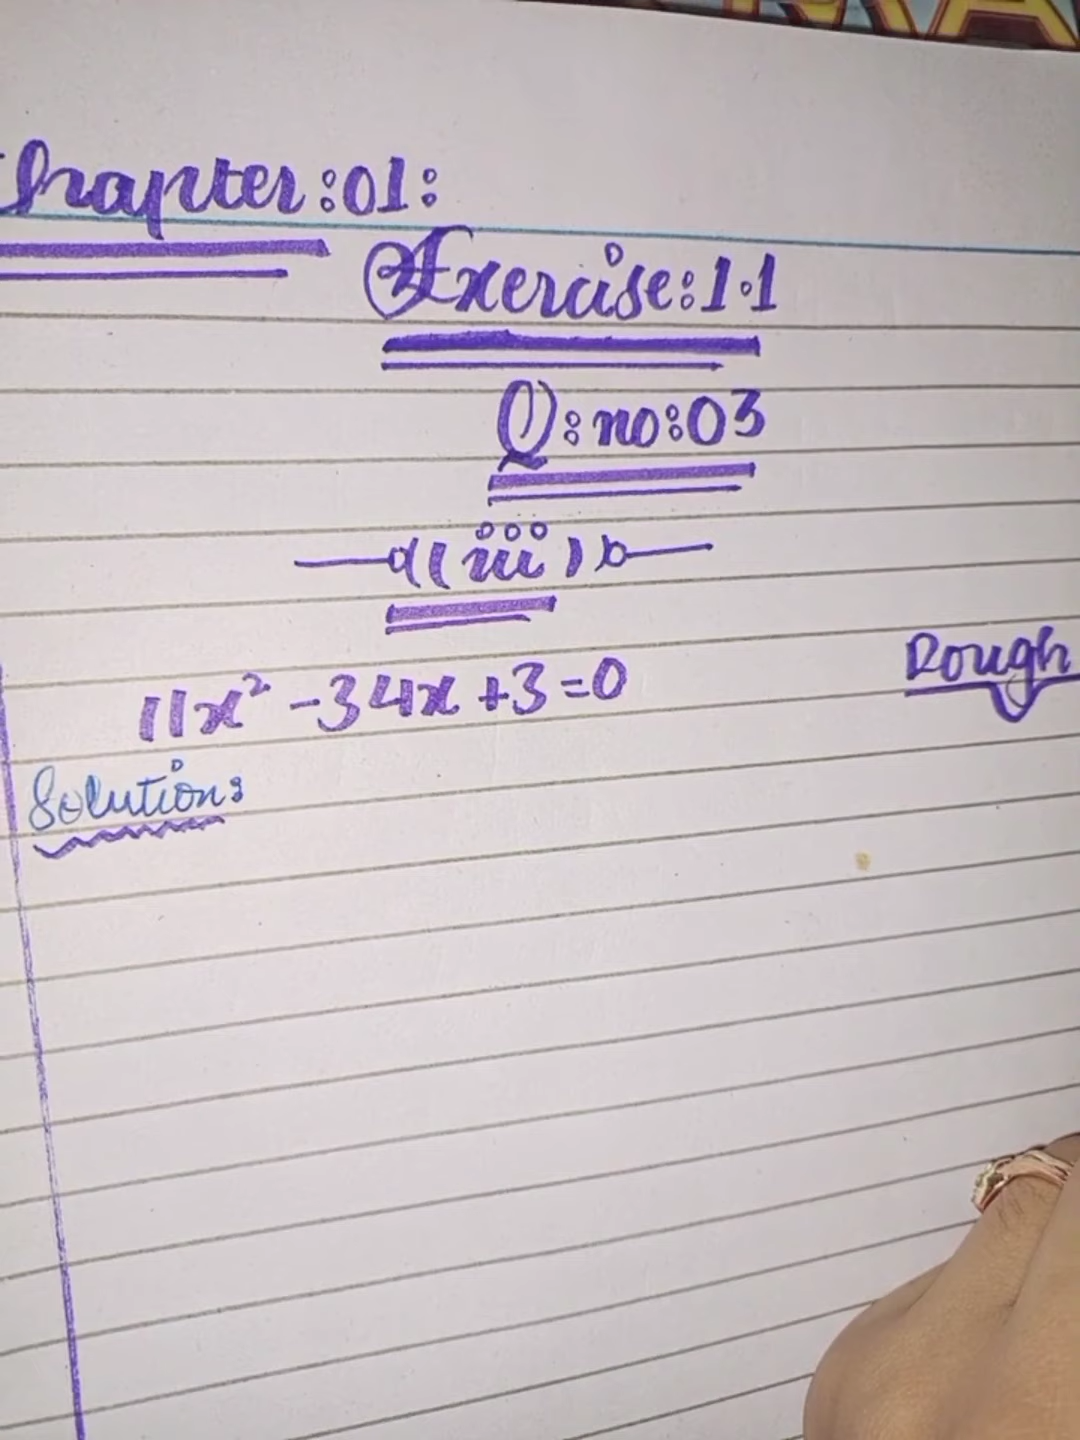 Chapter:01:
Exercise:1.1
Q:no:03
(iii)
11x² -34x +3=0
Rough
Solution: